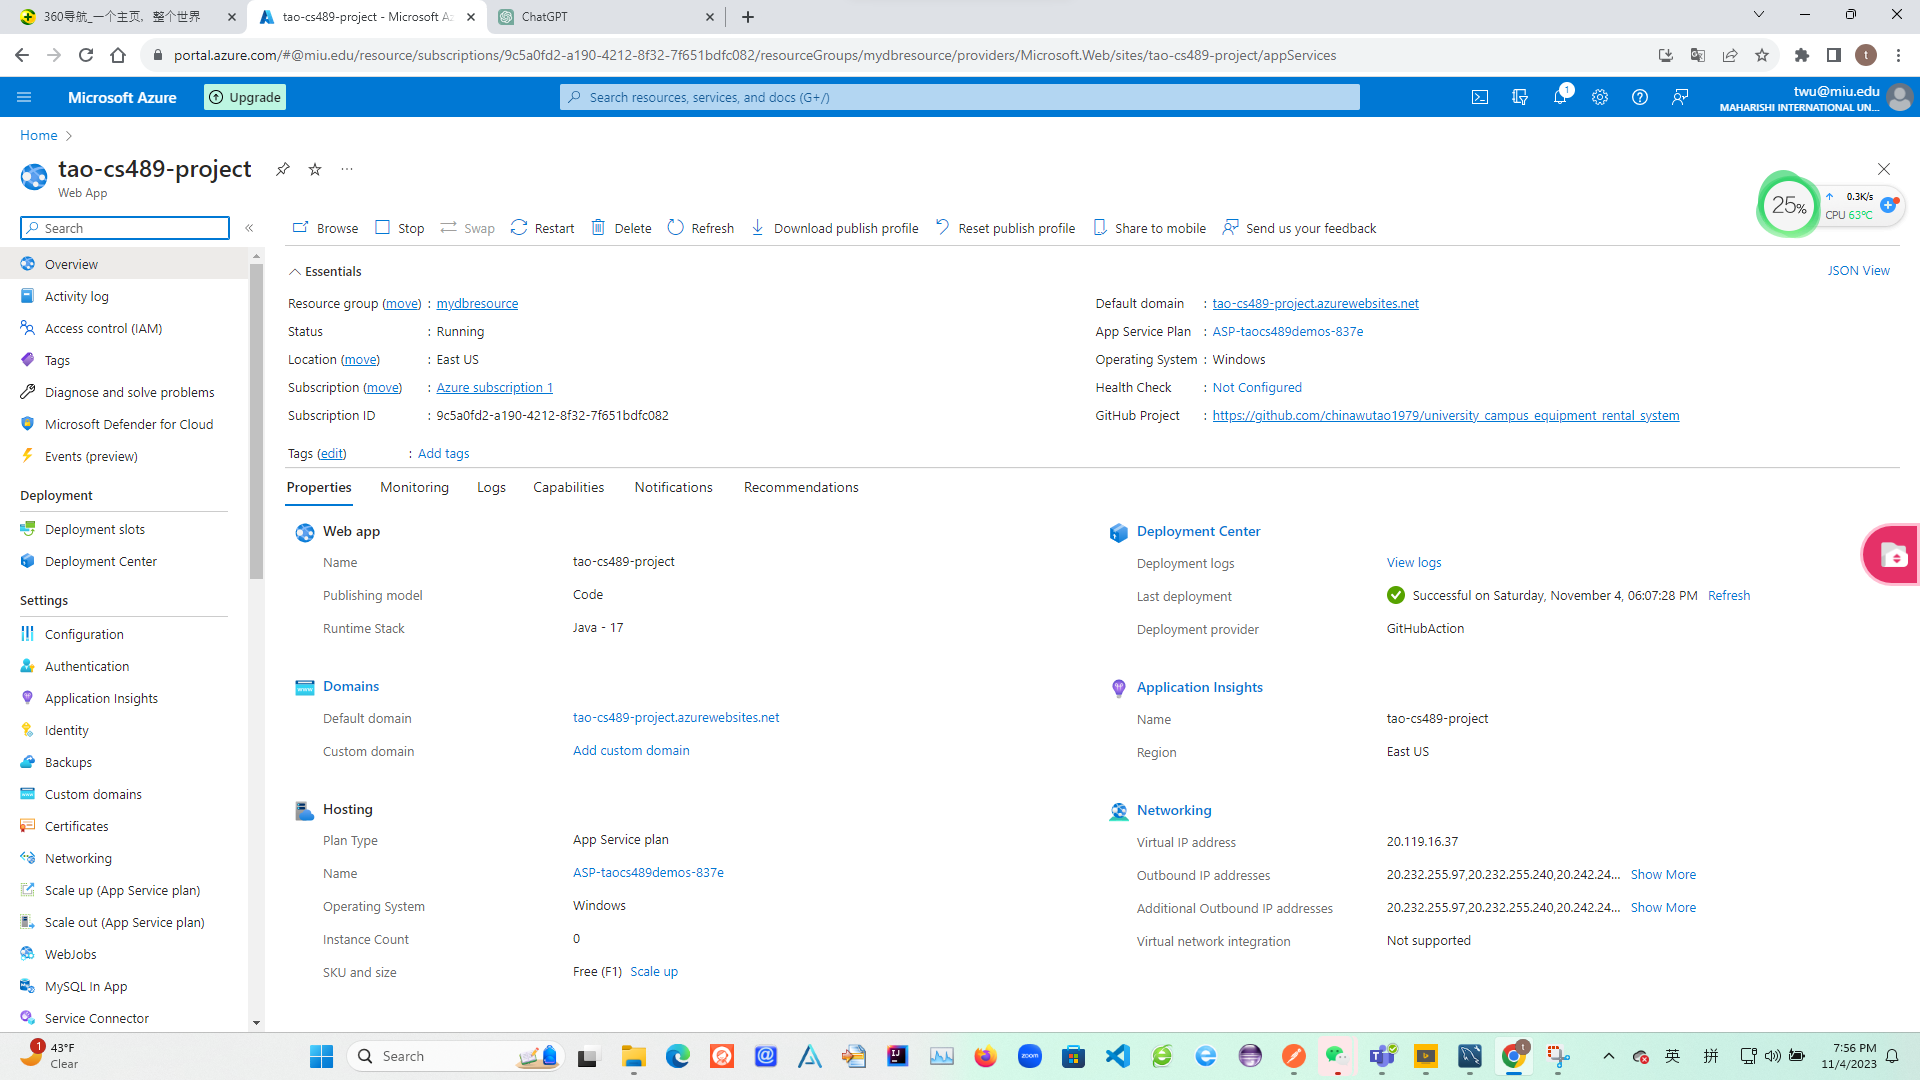 360导航_一个主页，整个世界
tao-cs489-project - Microsoft Az
ChatGPT
portal.azure.com/#@miu.edu/resource/subscriptions/9c5a0fd2-a190-4212-8f32-7f651bdfc082/resourceGroups/mydbresource/providers/Microsoft.Web/sites/tao-cs489-project/appServices
t
Microsoft Azure
Upgrade
Search resources, services, and docs (G+/)
1
twu@miu.edu
MAHARISHI INTERNATIONAL UN...
Home
tao-cs489-project
Web App
25%
0.3K/s
CPU 63℃
Search
Browse
Stop
Swap
Restart
Delete
Refresh
Download publish profile
Reset publish profile
Share to mobile
Send us your feedback
Overview
Activity log
Access control (IAM)
Tags
Diagnose and solve problems
Microsoft Defender for Cloud
Events (preview)
Deployment
Deployment slots
Deployment Center
Settings
Configuration
Authentication
Application Insights
Identity
Backups
Custom domains
Certificates
Networking
Scale up (App Service plan)
Scale out (App Service plan)
WebJobs
MySQL In App
Service Connector
Essentials
JSON View
Resource group (move) : mydbresource
Status : Running
Location (move) : East US
Subscription (move) : Azure subscription 1
Subscription ID : 9c5a0fd2-a190-4212-8f32-7f651bdfc082
Default domain : tao-cs489-project.azurewebsites.net
App Service Plan : ASP-taocs489demos-837e
Operating System : Windows
Health Check : Not Configured
GitHub Project : https://github.com/chinawutao1979/university_campus_equipment_rental_system
Tags (edit) : Add tags
Properties
Monitoring
Logs
Capabilities
Notifications
Recommendations
Web app
Name tao-cs489-project
Publishing model Code
Runtime Stack Java - 17
Domains
Default domain tao-cs489-project.azurewebsites.net
Custom domain Add custom domain
Hosting
Plan Type App Service plan
Name ASP-taocs489demos-837e
Operating System Windows
Instance Count 0
SKU and size Free (F1) Scale up
Deployment Center
Deployment logs View logs
Last deployment Successful on Saturday, November 4, 06:07:28 PM Refresh
Deployment provider GitHubAction
Application Insights
Name tao-cs489-project
Region East US
Networking
Virtual IP address 20.119.16.37
Outbound IP addresses 20.232.255.97,20.232.255.240,20.242.24... Show More
Additional Outbound IP addresses 20.232.255.97,20.232.255.240,20.242.24... Show More
Virtual network integration Not supported
1
43°F
Clear
Search
zoom
t
英
拼
7:56 PM
11/4/2023